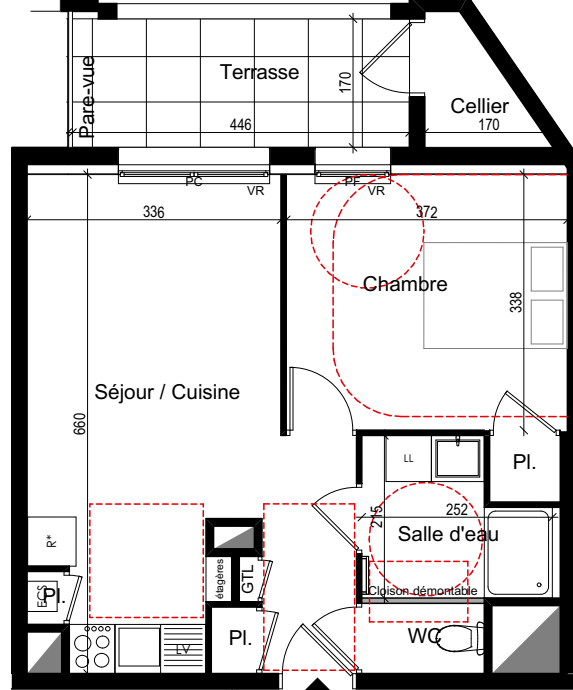 Terrasse
Pare-vue
170
446
Cellier
170
PC
VR
PF
VR
336
372
Chambre
338
Séjour / Cuisine
660
Pl.
LL
215
252
Salle d'eau
R*
étagères
GTL
ECS
Pl.
Cloison démontable
Pl.
WC
LV